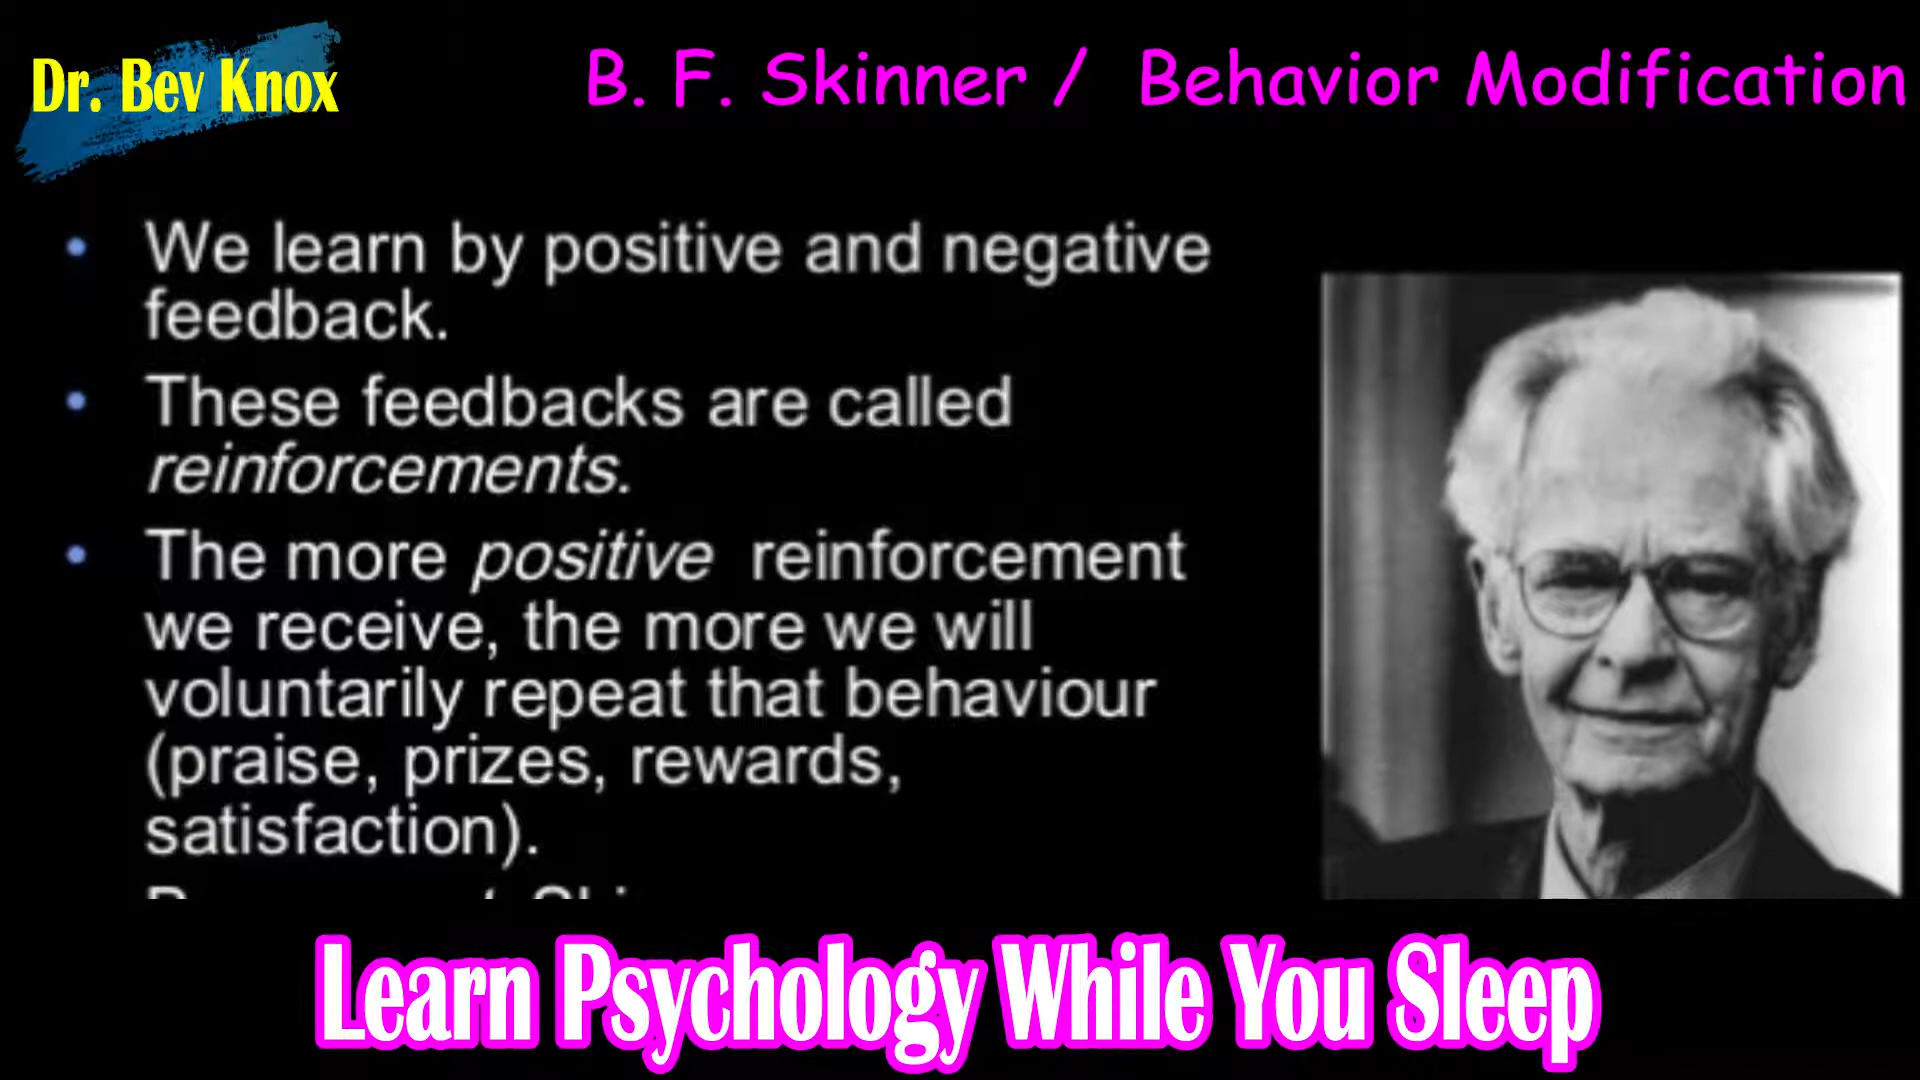 Dr. Bev Knox
B. F. Skinner / Behavior Modification
• We learn by positive and negative
feedback.
• These feedbacks are called
reinforcements.
• The more positive reinforcement
we receive, the more we will
voluntarily repeat that behaviour
(praise, prizes, rewards,
satisfaction).
Learn Psychology While You Sleep